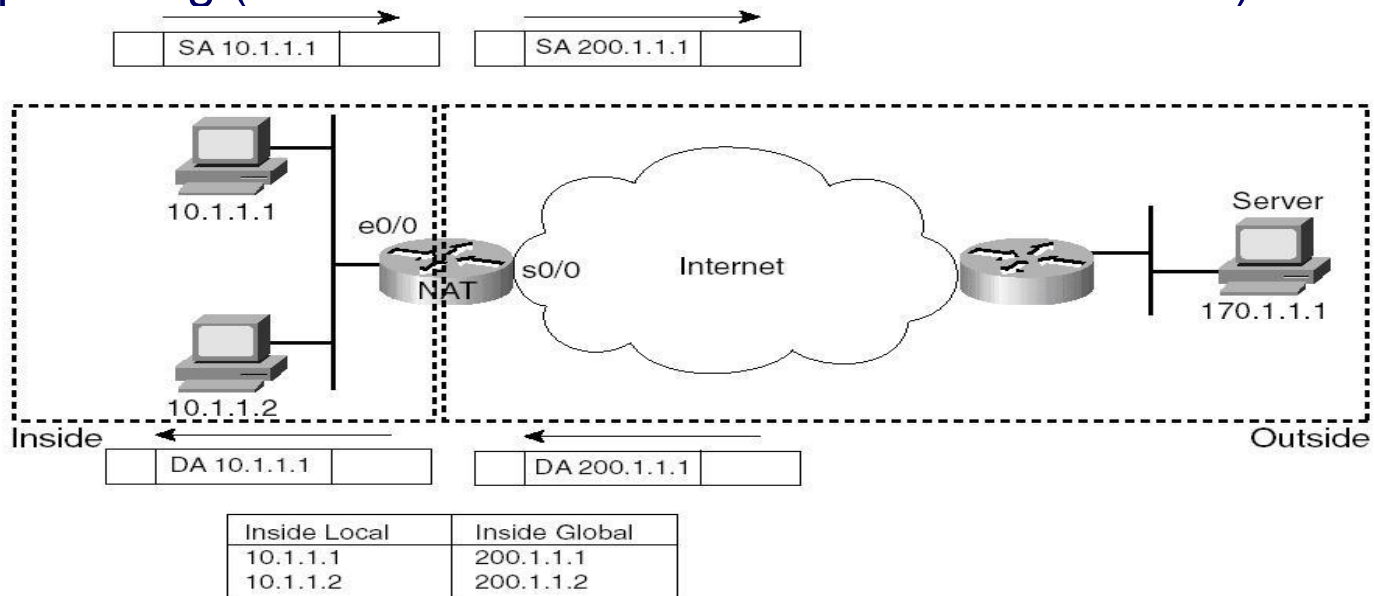 SA 10.1.1.1
SA 200.1.1.1
10.1.1.1
e0/0
NAT
s0/0
Internet
Server
170.1.1.1
10.1.1.2
Inside
Outside
DA 10.1.1.1
DA 200.1.1.1
Inside Local Inside Global
10.1.1.1 200.1.1.1
10.1.1.2 200.1.1.2